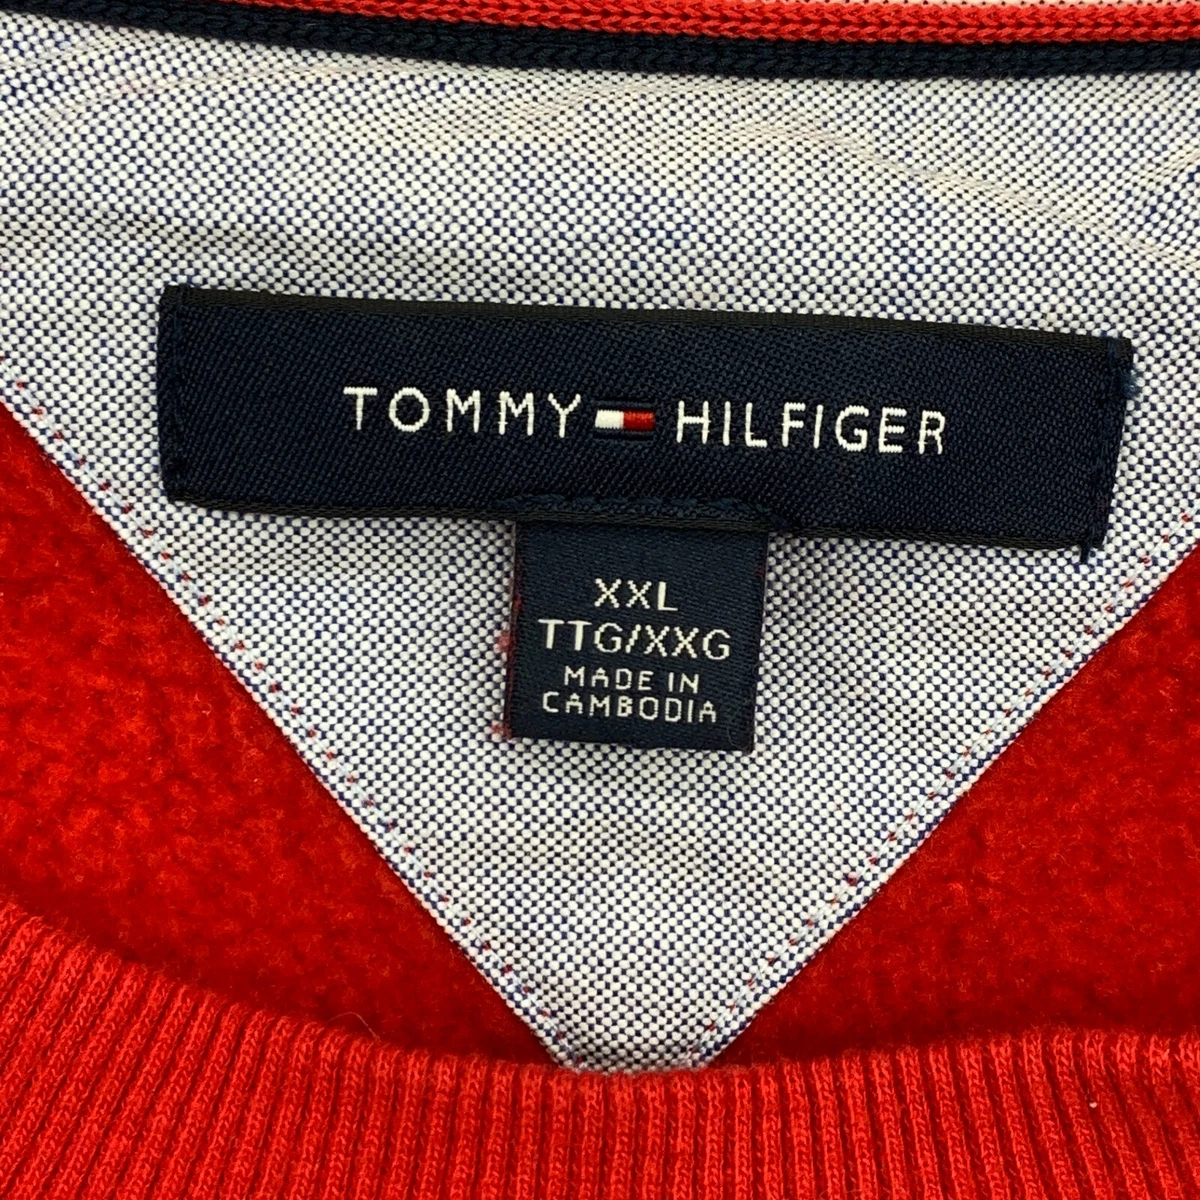 TOMMY HILFIGER
XXL
TTG/XXG
MADE IN
CAMBODIA